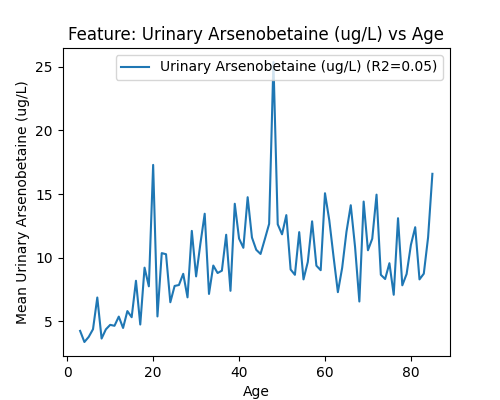 Feature: Urinary Arsenobetaine (ug/L) vs Age
Urinary Arsenobetaine (ug/L) (R2=0.05)
Mean Urinary Arsenobetaine (ug/L)
25
20
15
10
5
0 20 40 60 80
Age